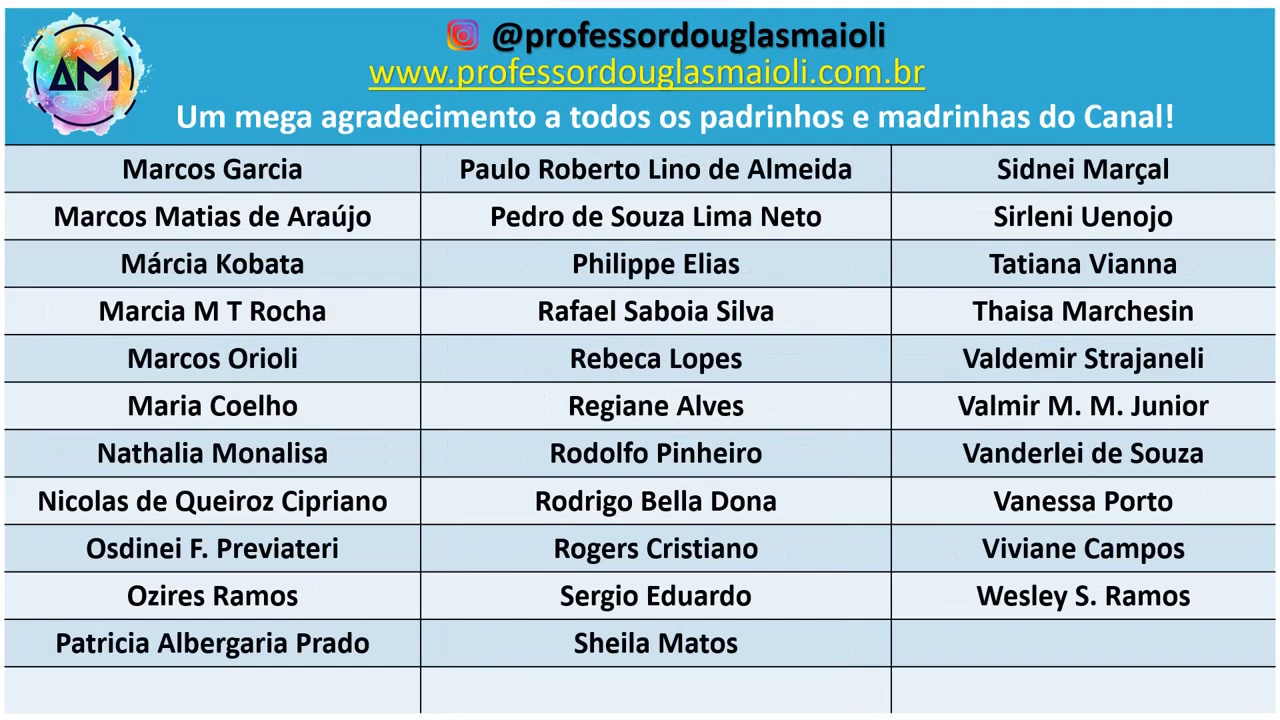 ΔM
@professordouglasmaioli
www.professordouglasmaioli.com.br
Um mega agradecimento a todos os padrinhos e madrinhas do Canal!
Marcos Garcia Paulo Roberto Lino de Almeida Sidnei Marçal
Marcos Matias de Araújo Pedro de Souza Lima Neto Sirleni Uenojo
Márcia Kobata Philippe Elias Tatiana Vianna
Marcia M T Rocha Rafael Saboia Silva Thaisa Marchesin
Marcos Orioli Rebeca Lopes Valdemir Strajaneli
Maria Coelho Regiane Alves Valmir M. M. Junior
Nathalia Monalisa Rodolfo Pinheiro Vanderlei de Souza
Nicolas de Queiroz Cipriano Rodrigo Bella Dona Vanessa Porto
Osdinei F. Previateri Rogers Cristiano Viviane Campos
Ozires Ramos Sergio Eduardo Wesley S. Ramos
Patricia Albergaria Prado Sheila Matos